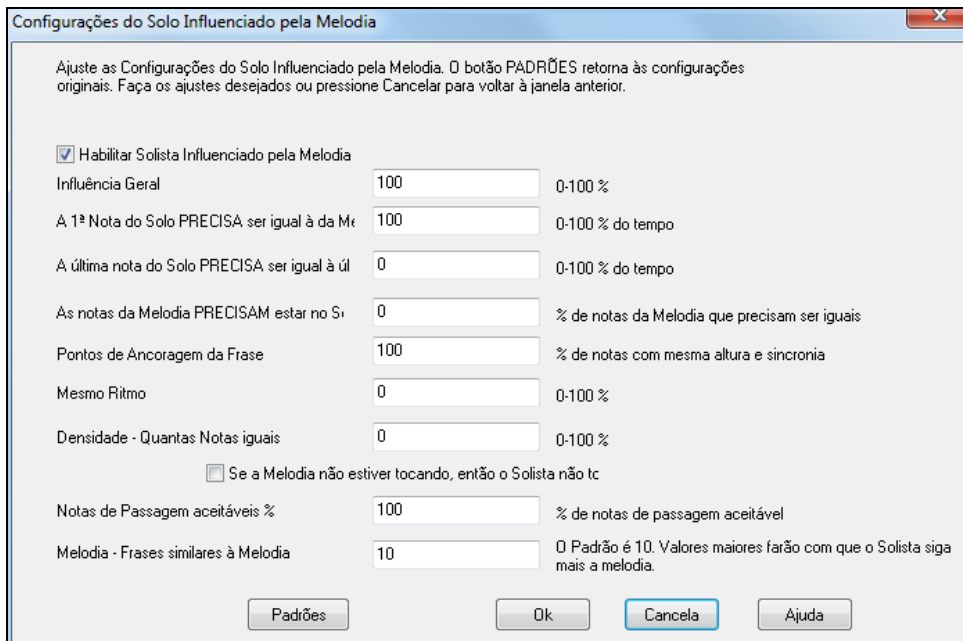 Configurações do Solo Influenciado pela Melodia
Ajuste as Configurações do Solo Influenciado pela Melodia. O botão PADRÕES retorna às configurações
originais. Faça os ajustes desejados ou pressione Cancelar para voltar à janela anterior.
Habilitar Solista Influenciado pela Melodia
Influência Geral 100 0-100 %
A 1ª Nota do Solo PRECISA ser igual à da Me 100 0-100 % do tempo
A última nota do Solo PRECISA ser igual à úl 0 0-100 % do tempo
As notas da Melodia PRECISAM estar no S 0 % de notas da Melodia que precisam ser iguais
Pontos de Ancoragem da Frase 100 % de notas com mesma altura e sincronia
Mesmo Ritmo 0 0-100 %
Densidade - Quantas Notas iguais 0 0-100 %
Se a Melodia não estiver tocando, então o Solista não to
Notas de Passagem aceitáveis % 100 % de notas de passagem aceitável
Melodia - Frases similares à Melodia 10 O Padrão é 10. Valores maiores farão com que o Solista siga
mais a melodia.
Padrões Ok Cancela Ajuda